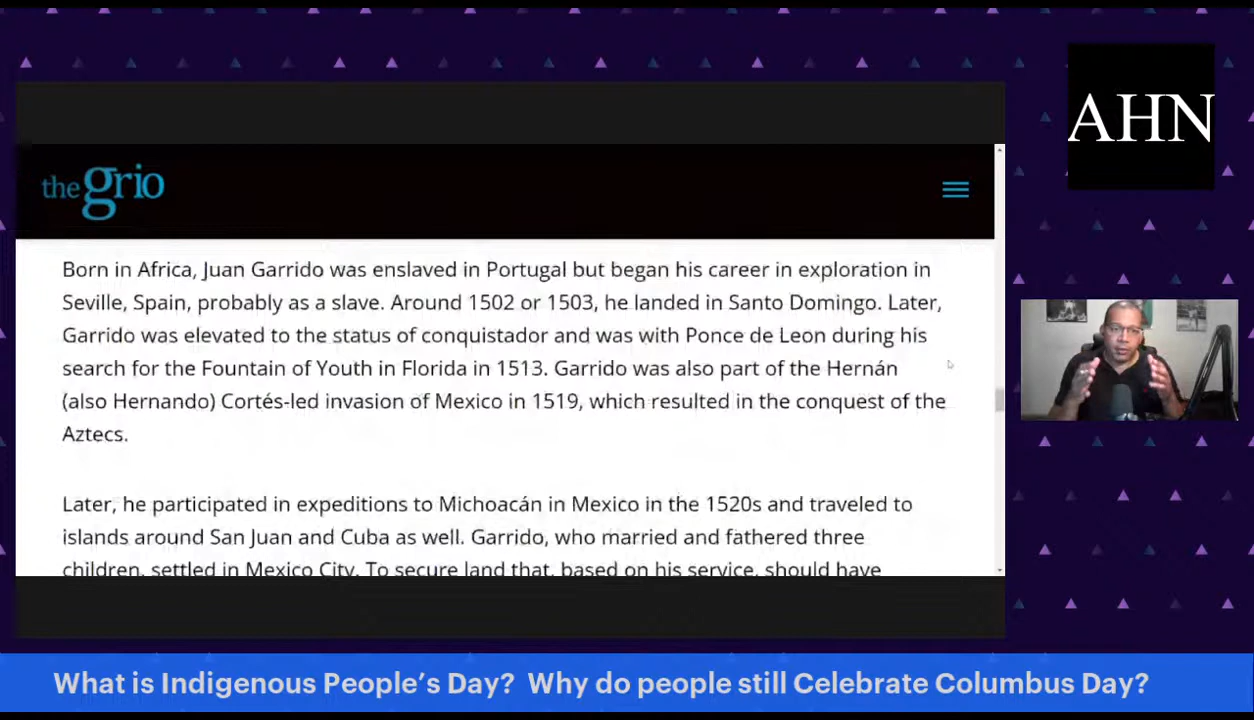 AHN
the grio
Born in Africa, Juan Garrido was enslaved in Portugal but began his career in exploration in
Seville, Spain, probably as a slave. Around 1502 or 1503, he landed in Santo Domingo. Later,
Garrido was elevated to the status of conquistador and was with Ponce de Leon during his
search for the Fountain of Youth in Florida in 1513. Garrido was also part of the Hernán
(also Hernando) Cortés-led invasion of Mexico in 1519, which resulted in the conquest of the
Aztecs.
Later, he participated in expeditions to Michoacán in Mexico in the 1520s and traveled to
islands around San Juan and Cuba as well. Garrido, who married and fathered three
children, settled in Mexico City. To secure land that, based on his service, should have
What is Indigenous People's Day? Why do people still Celebrate Columbus Day?